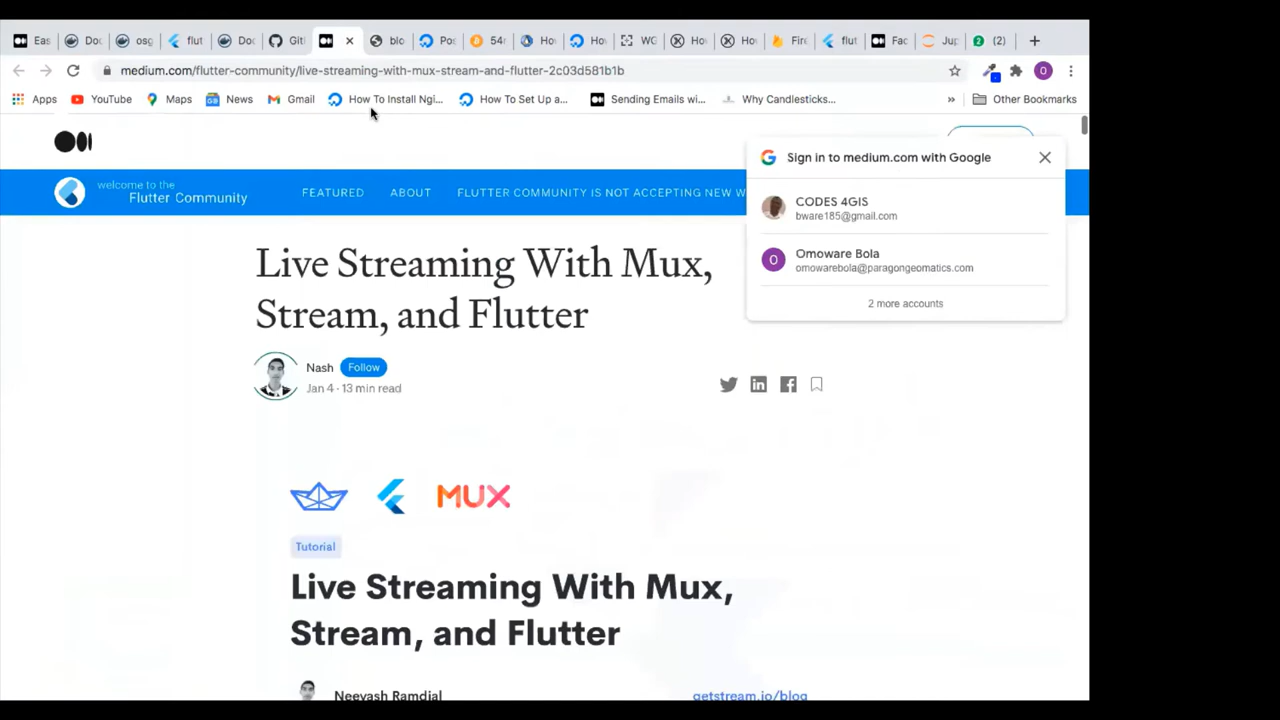 Eas Doc osg flut Doc Git blo Pos 54 Ho Ho WG Ho Ho Fire flut Fac Jup (2)
medium.com/flutter-community/live-streaming-with-mux-stream-and-flutter-2c03d581b1b O
Apps YouTube Maps News Gmail How To Install Ngi... How To Set Up a... Sending Emails wi... Why Candlesticks... » Other Bookmarks
Sign in to medium.com with Google
welcome to the
Flutter Community
FEATURED ABOUT FLUTTER COMMUNITY IS NOT ACCEPTING NEW W
CODES 4GIS
bware185@gmail.com
O
Omoware Bola
omowarebola@paragongeomatics.com
2 more accounts
Live Streaming With Mux,
Stream, and Flutter
Nash Follow
Jan 4 · 13 min read
MUX
Tutorial
Live Streaming With Mux,
Stream, and Flutter
Neevash Ramdial getstream.io/blog